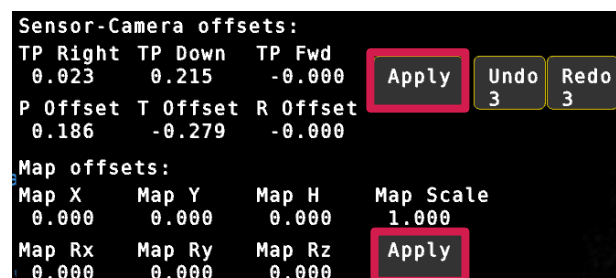 Sensor-Camera offsets:
TP Right TP Down TP Fwd
0.023 0.215 -0.000
Apply Undo Redo
3 3
P Offset T Offset R Offset
0.186 -0.279 -0.000
Map offsets:
Map X Map Y Map H Map Scale
0.000 0.000 0.000 1.000
Map Rx Map Ry Map Rz Apply
0.000 0.000 0.000